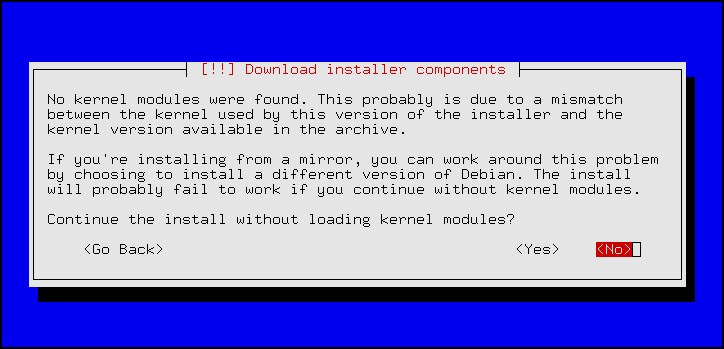 [!!] Download installer components
No kernel modules were found. This probably is due to a mismatch
between the kernel used by this version of the installer and the
kernel version available in the archive.
If you're installing from a mirror, you can work around this problem
by choosing to install a different version of Debian. The install
will probably fail to work if you continue without kernel modules.
Continue the install without loading kernel modules?
<Go Back> <Yes> <No>